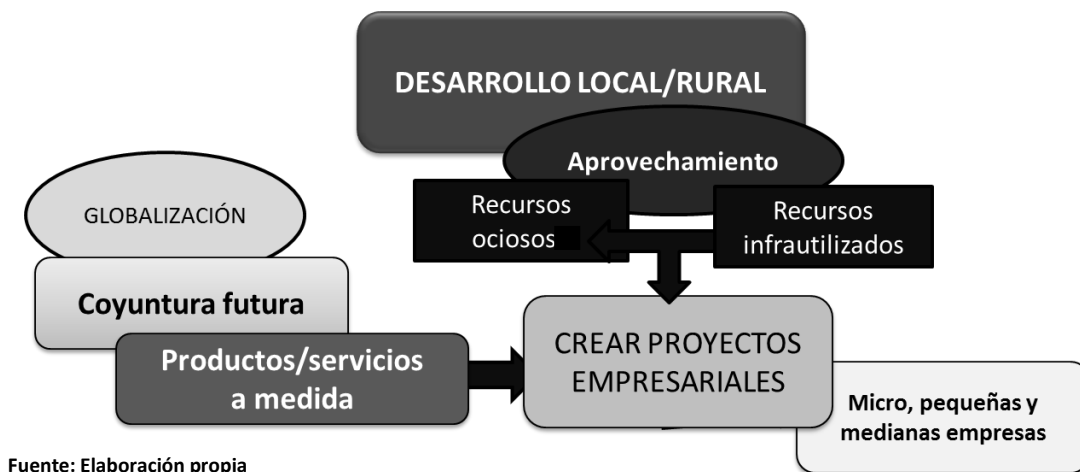 DESARROLLO LOCAL/RURAL
Aprovechamiento
Recursos
ociosos
Recursos
infrautilizados
GLOBALIZACIÓN
Coyuntura futura
Productos/servicios
a medida
CREAR PROYECTOS
EMPRESARIALES
Micro, pequeñas y
medianas empresas
Fuente: Elaboración propia